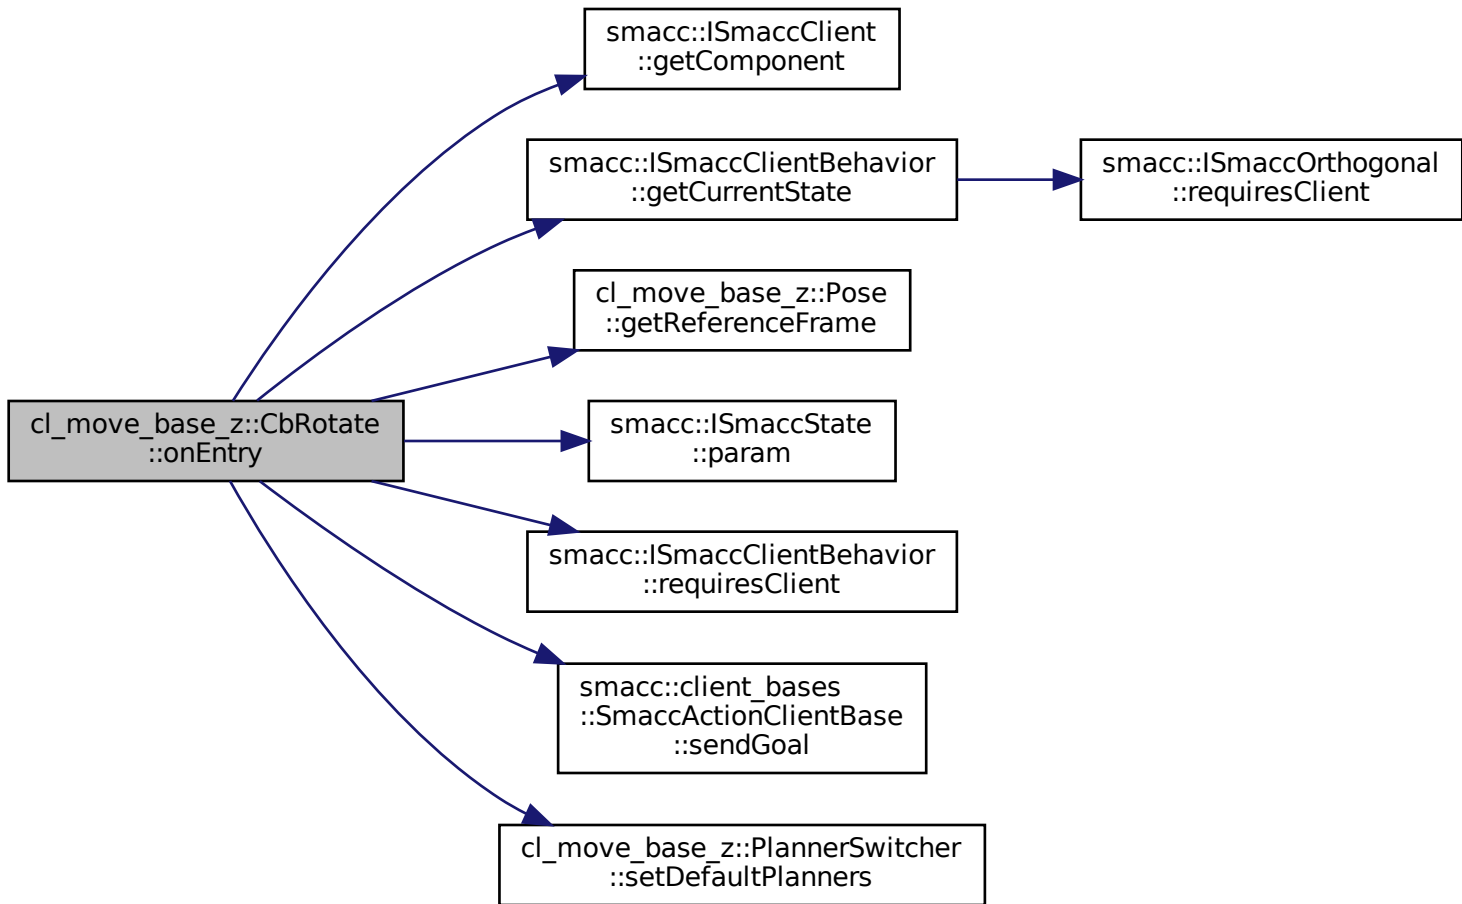 smacc::ISmaccClient
::getComponent
smacc::ISmaccClientBehavior
::getCurrentState
smacc::ISmaccOrthogonal
::requiresClient
cl_move_base_z::Pose
::getReferenceFrame
cl_move_base_z::CbRotate
::onEntry
smacc::ISmaccState
::param
smacc::ISmaccClientBehavior
::requiresClient
smacc::client_bases
::SmaccActionClientBase
::sendGoal
cl_move_base_z::PlannerSwitcher
::setDefaultPlanners